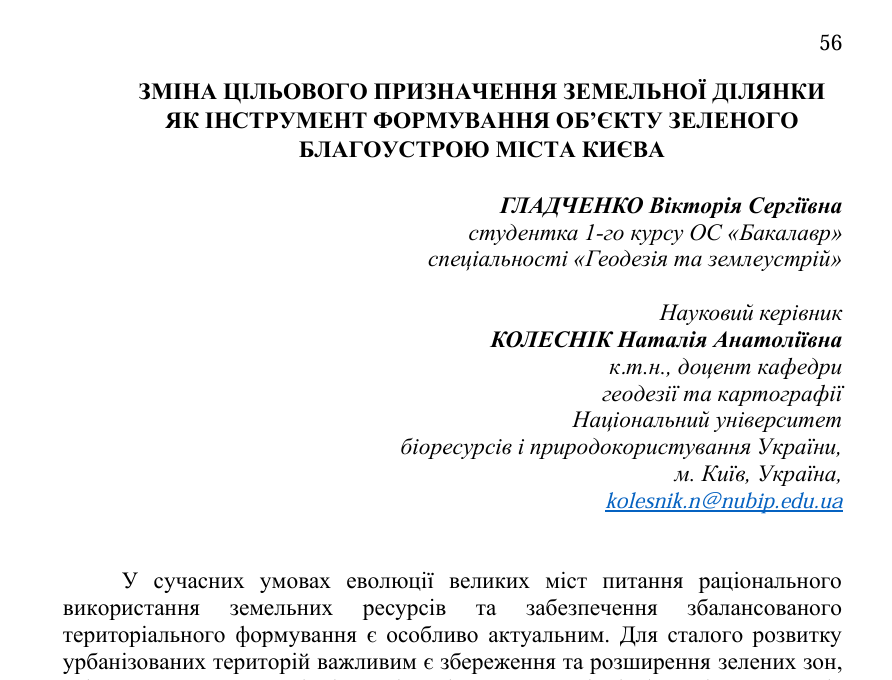 56
ЗМІНА ЦІЛЬОВОГО ПРИЗНАЧЕННЯ ЗЕМЕЛЬНОЇ ДІЛЯНКИ
ЯК ІНСТРУМЕНТ ФОРМУВАННЯ ОБ’ЄКТУ ЗЕЛЕНОГО
БЛАГОУСТРОЮ МІСТА КИЄВА
ГЛАДЧЕНКО Вікторія Сергіївна
студентка 1-го курсу ОС «Бакалавр»
спеціальності «Геодезія та землеустрій»
Науковий керівник
КОЛЕСНІК Наталія Анатоліївна
к.т.н., доцент кафедри
геодезії та картографії
Національний університет
біоресурсів і природокористування України,
м. Київ, Україна,
kolesnik.n@nubip.edu.ua
У сучасних умовах еволюції великих міст питання раціонального
використання земельних ресурсів та забезпечення збалансованого
територіального формування є особливо актуальним. Для сталого розвитку
урбанізованих територій важливим є збереження та розширення зелених зон,